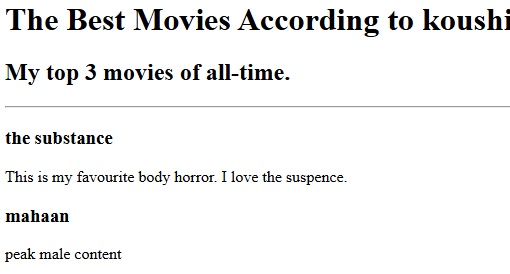 The Best Movies According to koushi
My top 3 movies of all-time.
the substance
This is my favourite body horror. I love the suspence.
mahaan
peak male content